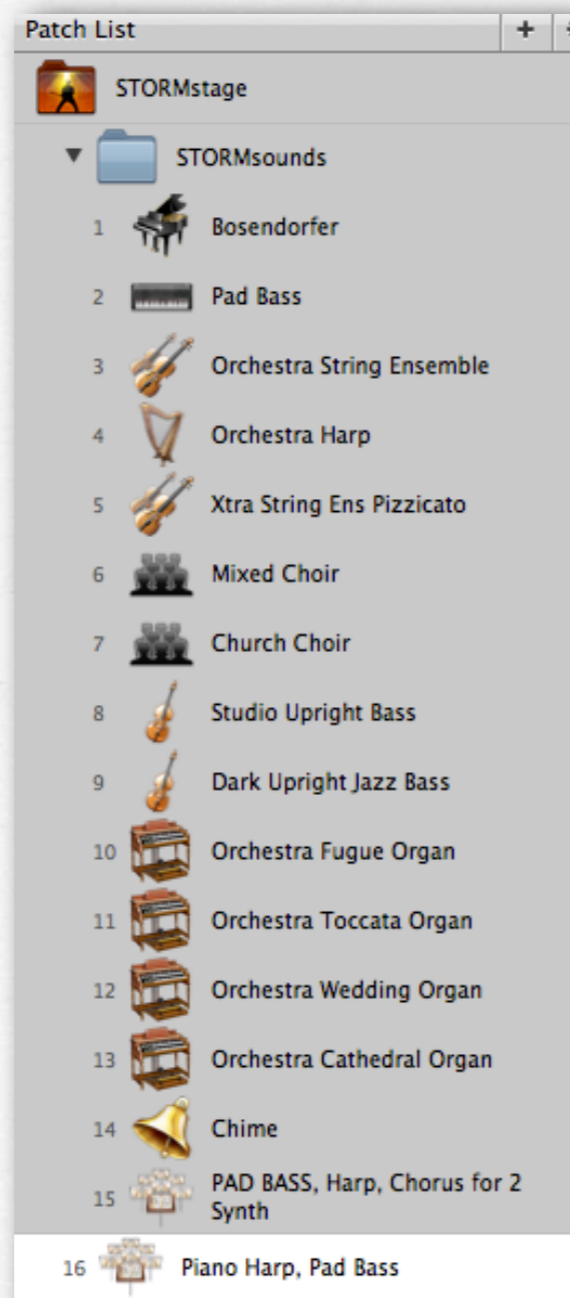 Patch List +
STORMstage
STORMsounds
1 Bosendorfer
2 Pad Bass
3 Orchestra String Ensemble
4 Orchestra Harp
5 Xtra String Ens Pizzicato
6 Mixed Choir
7 Church Choir
8 Studio Upright Bass
9 Dark Upright Jazz Bass
10 Orchestra Fugue Organ
11 Orchestra Toccata Organ
12 Orchestra Wedding Organ
13 Orchestra Cathedral Organ
14 Chime
15 PAD BASS, Harp, Chorus for 2
Synth
16 Piano Harp, Pad Bass